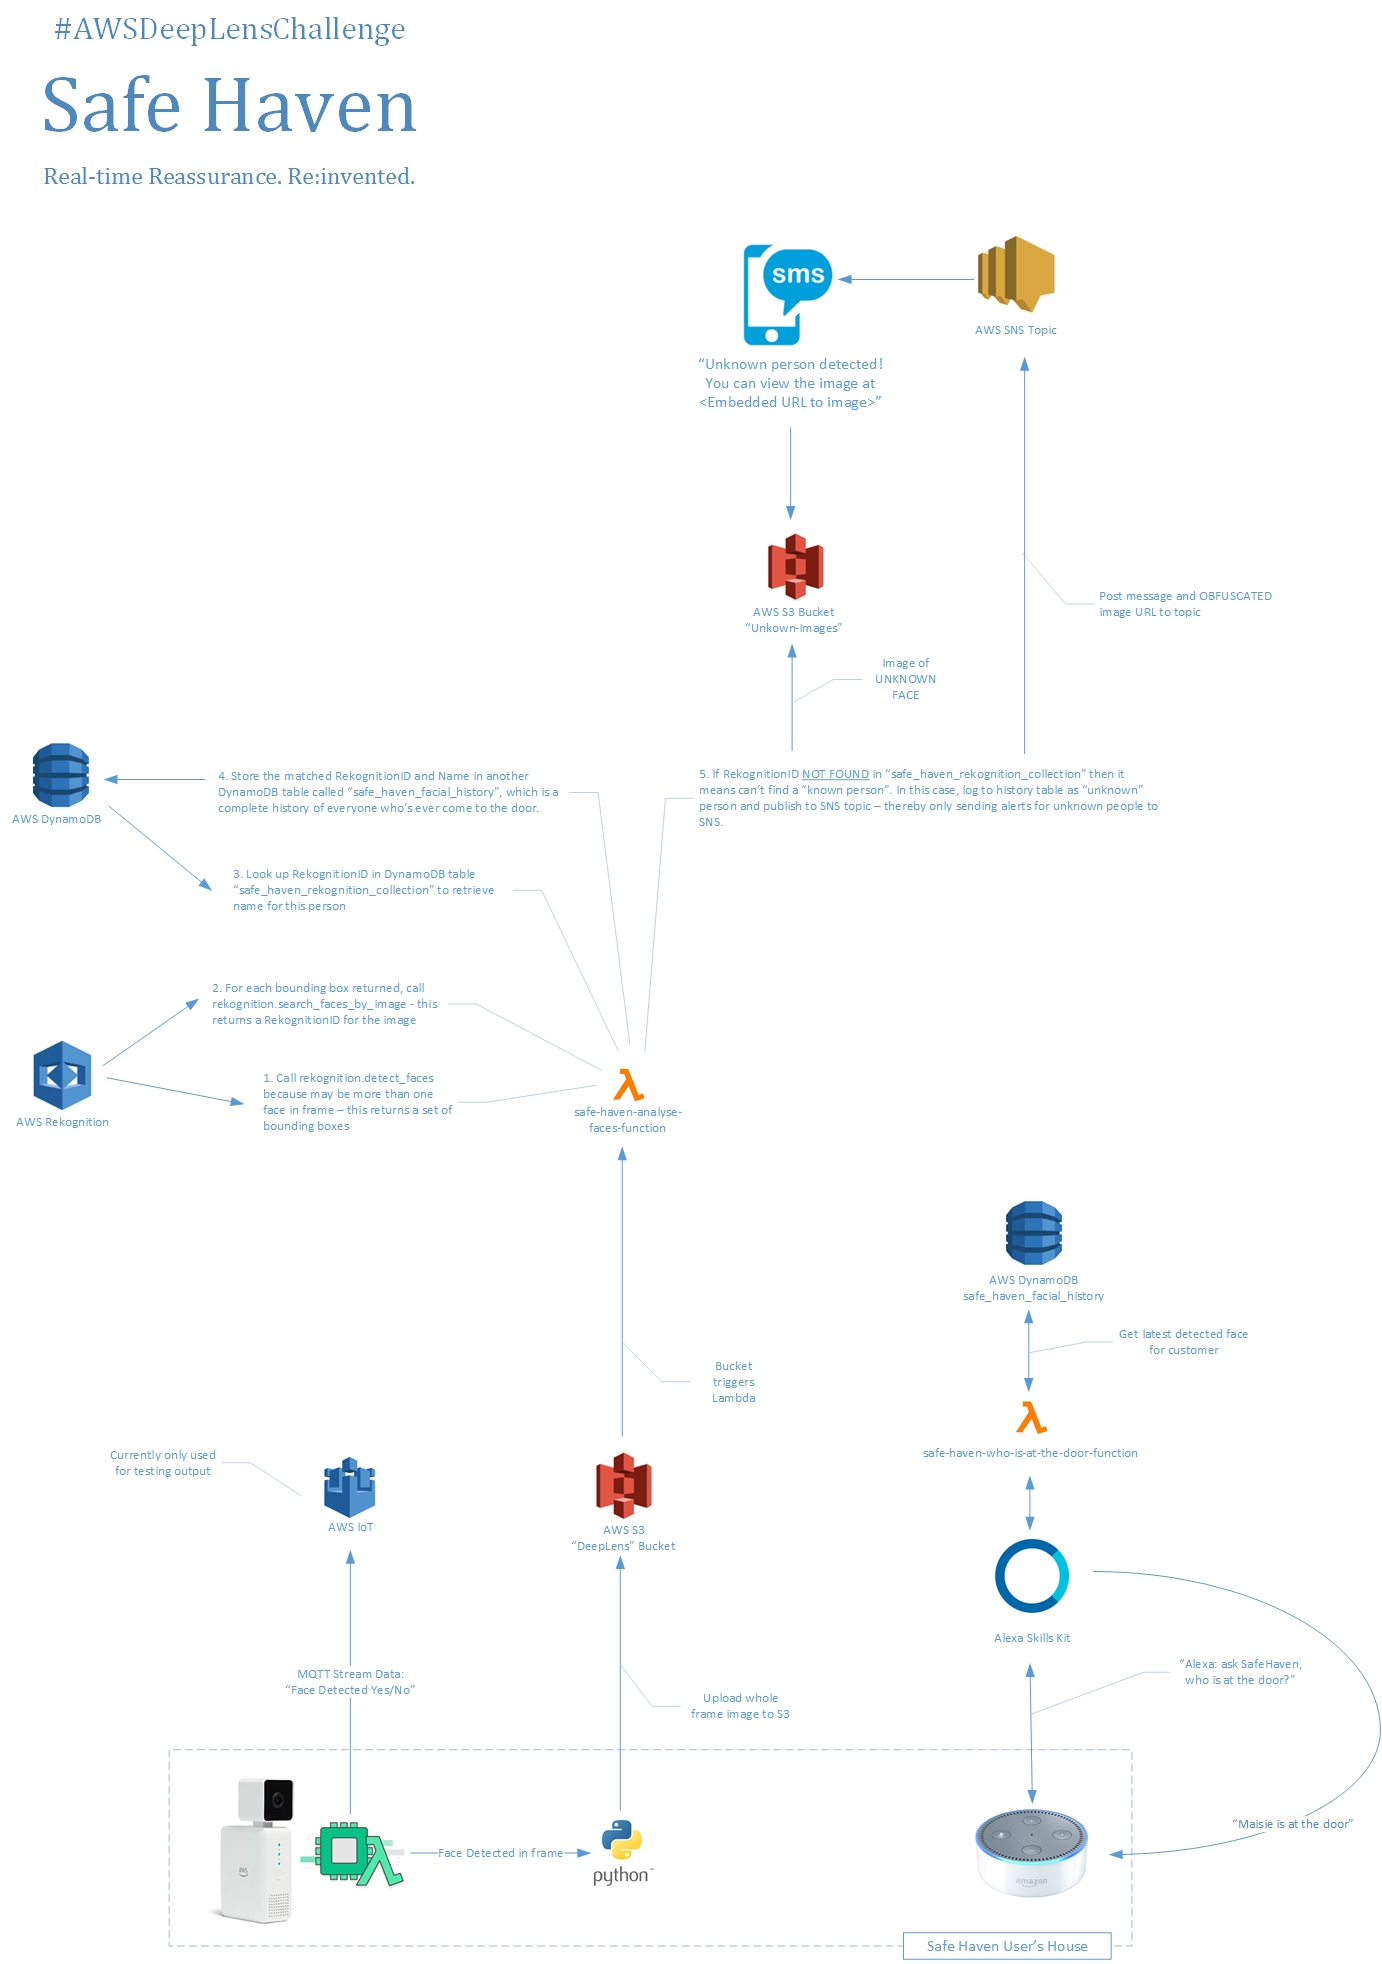 #AWSDeepLensChallenge
Safe Haven
Real-time Reassurance. Re:invented.
sms
AWS SNS Topic
“Unknown person detected!
You can view the image at
<Embedded URL to image>”
AWS S3 Bucket
“Unkown-Images”
Post message and OBFUSCATED
image URL to topic
Image of
UNKNOWN
FACE
AWS DynamoDB
4. Store the matched RekognitionID and Name in another
DynamoDB table called “safe_haven_facial_history”, which is a
complete history of everyone who’s ever come to the door.
5. If RekognitionID NOT FOUND in “safe_haven_rekognition_collection” then it
means can’t find a “known person”. In this case, log to history table as “unknown”
person and publish to SNS topic – thereby only sending alerts for unknown people to
SNS.
3. Look up RekognitionID in DynamoDB table
“safe_haven_rekognition_collection” to retrieve
name for this person
2. For each bounding box returned, call
rekognition.search_faces_by_image - this
returns a RekognitionID for the image
AWS Rekognition
1. Call rekognition.detect_faces
because may be more than one
face in frame – this returns a set of
bounding boxes
safe-haven-analyse-
faces-function
AWS DynamoDB
safe_haven_facial_history
Get latest detected face
for customer
Bucket
triggers
Lambda
safe-haven-who-is-at-the-door-function
Currently only used
for testing output
AWS IoT
AWS S3
“DeepLens” Bucket
Alexa Skills Kit
MQTT Stream Data:
“Face Detected Yes/No”
Upload whole
frame image to S3
“Alexa: ask SafeHaven,
who is at the door?”
“Maisie is at the door”
aws
Face Detected in frame
python
amazon
Safe Haven User’s House